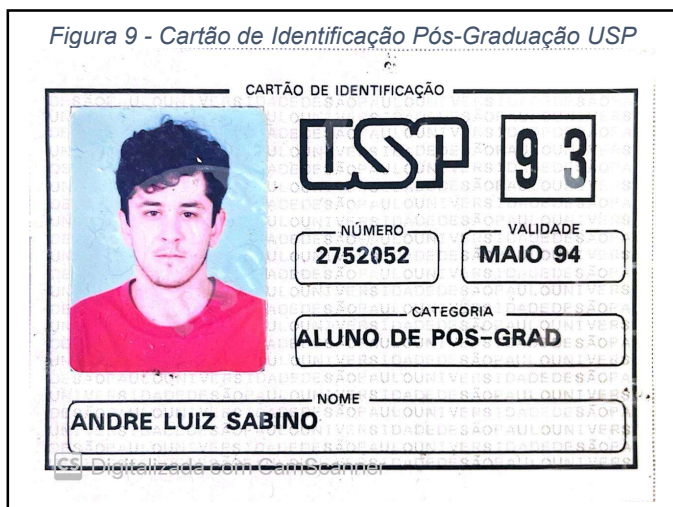 Figura 9 - Cartão de Identificação Pós-Graduação USP
CARTÃO DE IDENTIFICAÇÃO
USP 93
NÚMERO
2752052
VALIDADE
MAIO 94
CATEGORIA
ALUNO DE POS-GRAD
NOME
ANDRE LUIZ SABINO
CS Digitalizada com CamScanner